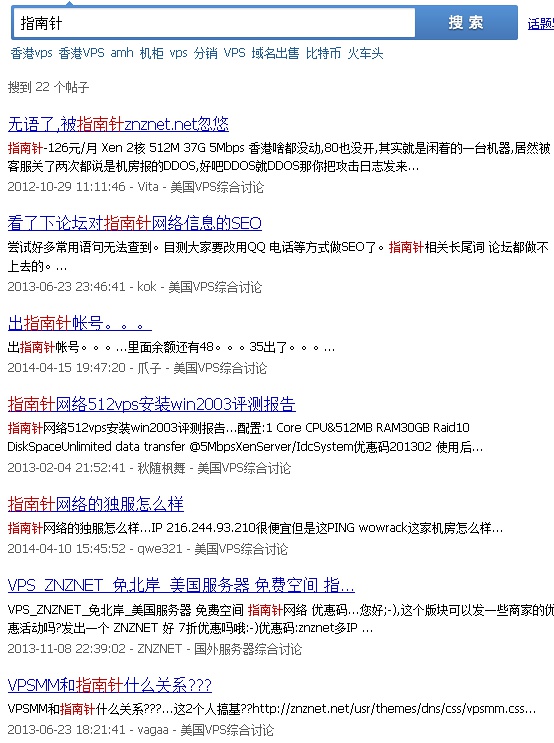 指南针
搜 索
话题
香港vps 香港VPS amh 机柜 vps 分销 VPS 域名出售 比特币 火车头
搜到 22 个帖子
无语了,被指南针znznet.net忽悠
指南针-126元/月 Xen 2核 512M 37G 5Mbps 香港啥都没动,80也没开,其实就是闲着的一台机器,居然被
客服关了两次都说是机房报的DDOS,好吧DDOS就DDOS那你把攻击日志发来...
2012-10-29 11:11:46 - Vita - 美国VPS综合讨论
看了下论坛对指南针网络信息的SEO
尝试好多常用语句无法查到。目测大家要改用QQ 电话等方式做SEO了。指南针相关长尾词 论坛都做不
上去的。...
2013-06-23 23:46:41 - kok - 美国VPS综合讨论
出指南针帐号。。。
出指南针帐号。。。...里面余额还有48。。。35出了。。。...
2014-04-15 19:47:20 - 爪子 - 美国VPS综合讨论
指南针网络512vps安装win2003评测报告
指南针网络512vps安装win2003评测报告...配置:1 Core CPU&512MB RAM30GB Raid10
DiskSpaceUnlimited data transfer @5MbpsXenServer/IdcSystem优惠码201302 使用后...
2013-02-04 21:52:41 - 秋随枫舞 - 美国VPS综合讨论
指南针网络的独服怎么样
指南针网络的独服怎么样...IP 216.244.93.210很便宜但是这PING wowrack这家机房怎么样...
2014-04-10 15:45:52 - qwe321 - 美国VPS综合讨论
VPS_ZNZNET_免北岸_美国服务器 免费空间 指...
VPS_ZNZNET_免北岸_美国服务器 免费空间 指南针网络 优惠码...您好;-),这个版块可以发一些商家的优
惠活动吗?发出一个 ZNZNET 好 7折优惠吗哦:-)优惠码:znznet多IP ...
2013-11-08 22:39:02 - ZNZNET - 国外服务器综合讨论
VPSMM和指南针什么关系???
VPSMM和指南针什么关系???...这2个人搞基??http://znznet.net/usr/themes/dns/css/vpsmm.css...
2013-06-23 18:21:41 - vagaa - 美国VPS综合讨论